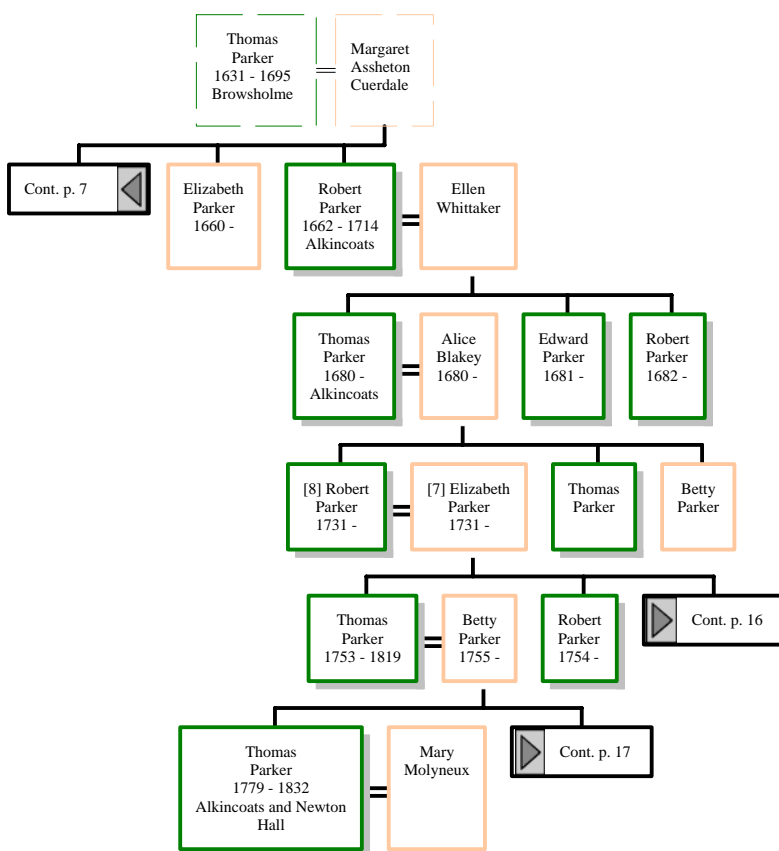 Thomas
Parker
1631 - 1695
Browsholme
Margaret
Assheton
Cuerdale
Cont. p. 7
Elizabeth
Parker
1660 -
Robert
Parker
1662 - 1714
Alkincoats
Ellen
Whittaker
Thomas
Parker
1680 -
Alkincoats
Alice
Blakey
1680 -
Edward
Parker
1681 -
Robert
Parker
1682 -
[8] Robert
Parker
1731 -
[7] Elizabeth
Parker
1731 -
Thomas
Parker
Betty
Parker
Thomas
Parker
1753 - 1819
Betty
Parker
1755 -
Robert
Parker
1754 -
Cont. p. 16
Thomas
Parker
1779 - 1832
Alkincoats and Newton
Hall
Mary
Molyneux
Cont. p. 17